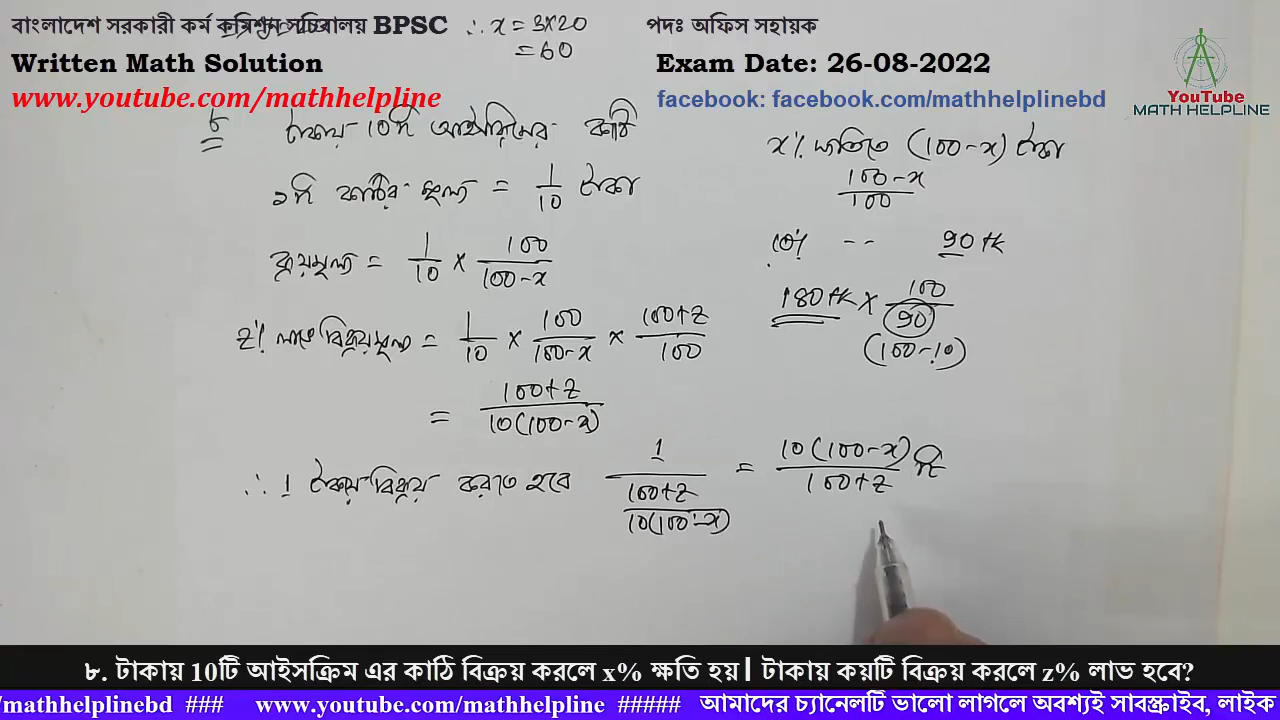 বাংলাদেশ সরকারী কর্ম কমিশন সচিবালয় BPSC
∴ x = 3×20
= 60
পদঃ অফিস সহায়ক
Written Math Solution
Exam Date: 26-08-2022
www.youtube.com/mathhelpline
facebook: facebook.com/mathhelplinebd
YouTube
MATH HELPLINE
৮ টাকায় 10টি আইসক্রিমের কাঠি
১টি কাঠির মূল্য = 1/10 টাকা
ক্রয়মূল্য = 1/10 × 100/(100-x)
z% লাভে বিক্রয়মূল্য = 1/10 × 100/(100-x) × (100+z)/100
= (100+z)/(10(100-x))
∴ 1 টাকায় বিক্রয় করতে হবে 1/((100+z)/(10(100-x))) = 10(100-x)/(100+z) টি
x% ক্ষতিতে (100-x) টাকা
(100-x)/100
10% -- 90 tk
180 tk × 100/90
(100-10)
৮. টাকায় 10টি আইসক্রিম এর কাঠি বিক্রয় করলে x% ক্ষতি হয়| টাকায় কয়টি বিক্রয় করলে z% লাভ হবে?
/mathhelplinebd ### www.youtube.com/mathhelpline ##### আমাদের চ্যানেলটি ভালো লাগলে অবশ্যই সাবস্ক্রাইব, লাইক